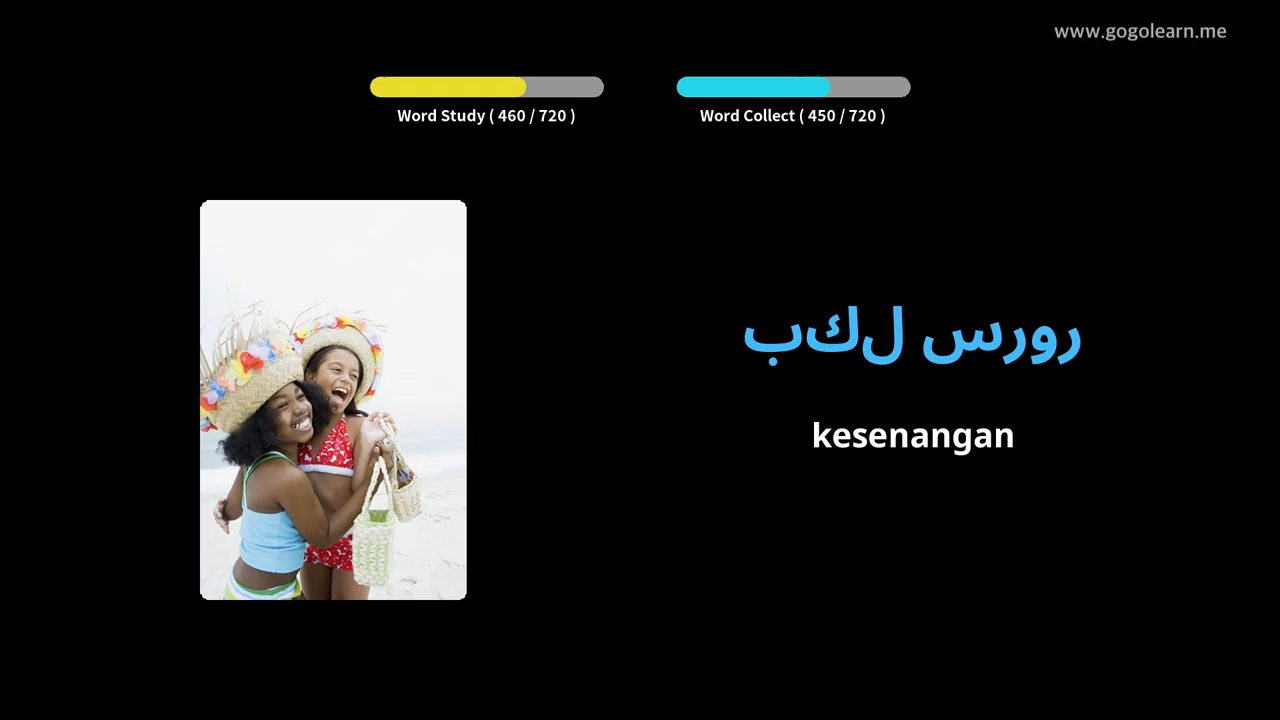 www.gogolearn.me
Word Study ( 460 / 720 )
Word Collect ( 450 / 720 )
رورس لكب
kesenangan